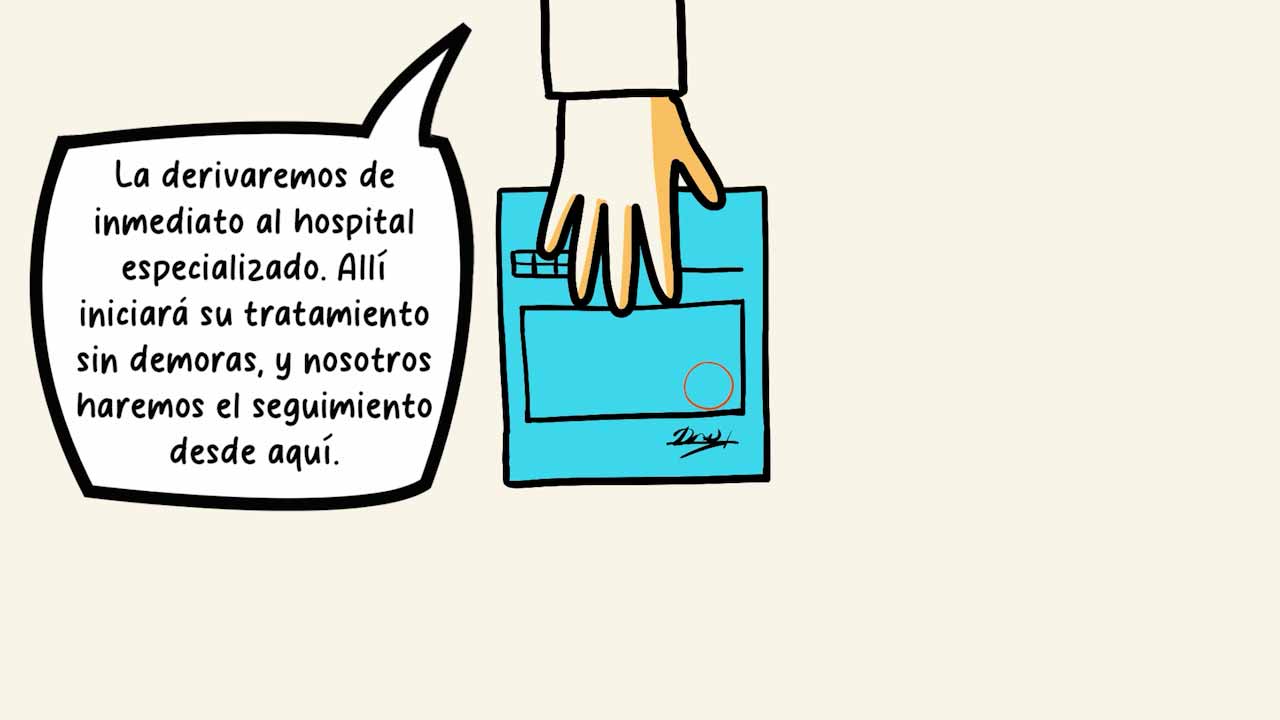 La derivaremos de
inmediato al hospital
especializado. Allí
iniciará su tratamiento
sin demoras, y nosotros
haremos el seguimiento
desde aquí.